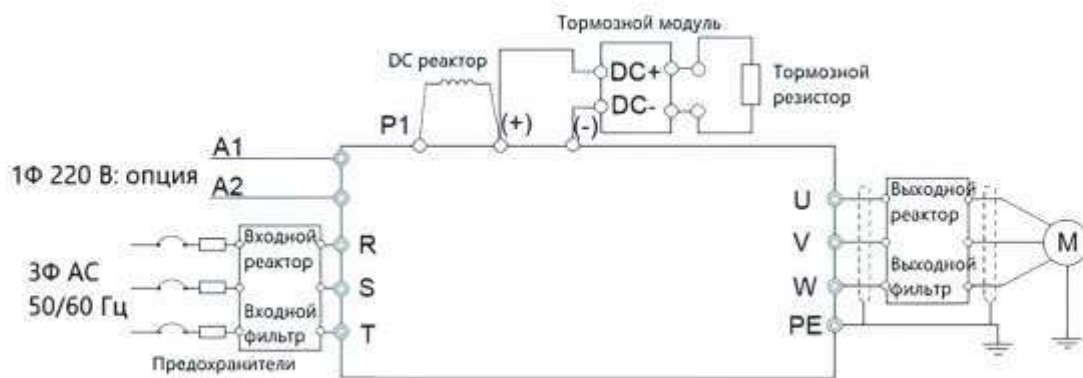 Тормозной модуль
DC реактор
DC+
DC-
Тормозной
резистор
P1
(+)
(-)
A1
1Ф 220 В: опция
A2
3Ф AC
50/60 Гц
Входной
реактор
Входной
фильтр
Предохранители
R
S
T
U
V
W
PE
Выходной
реактор
Выходной
фильтр
M